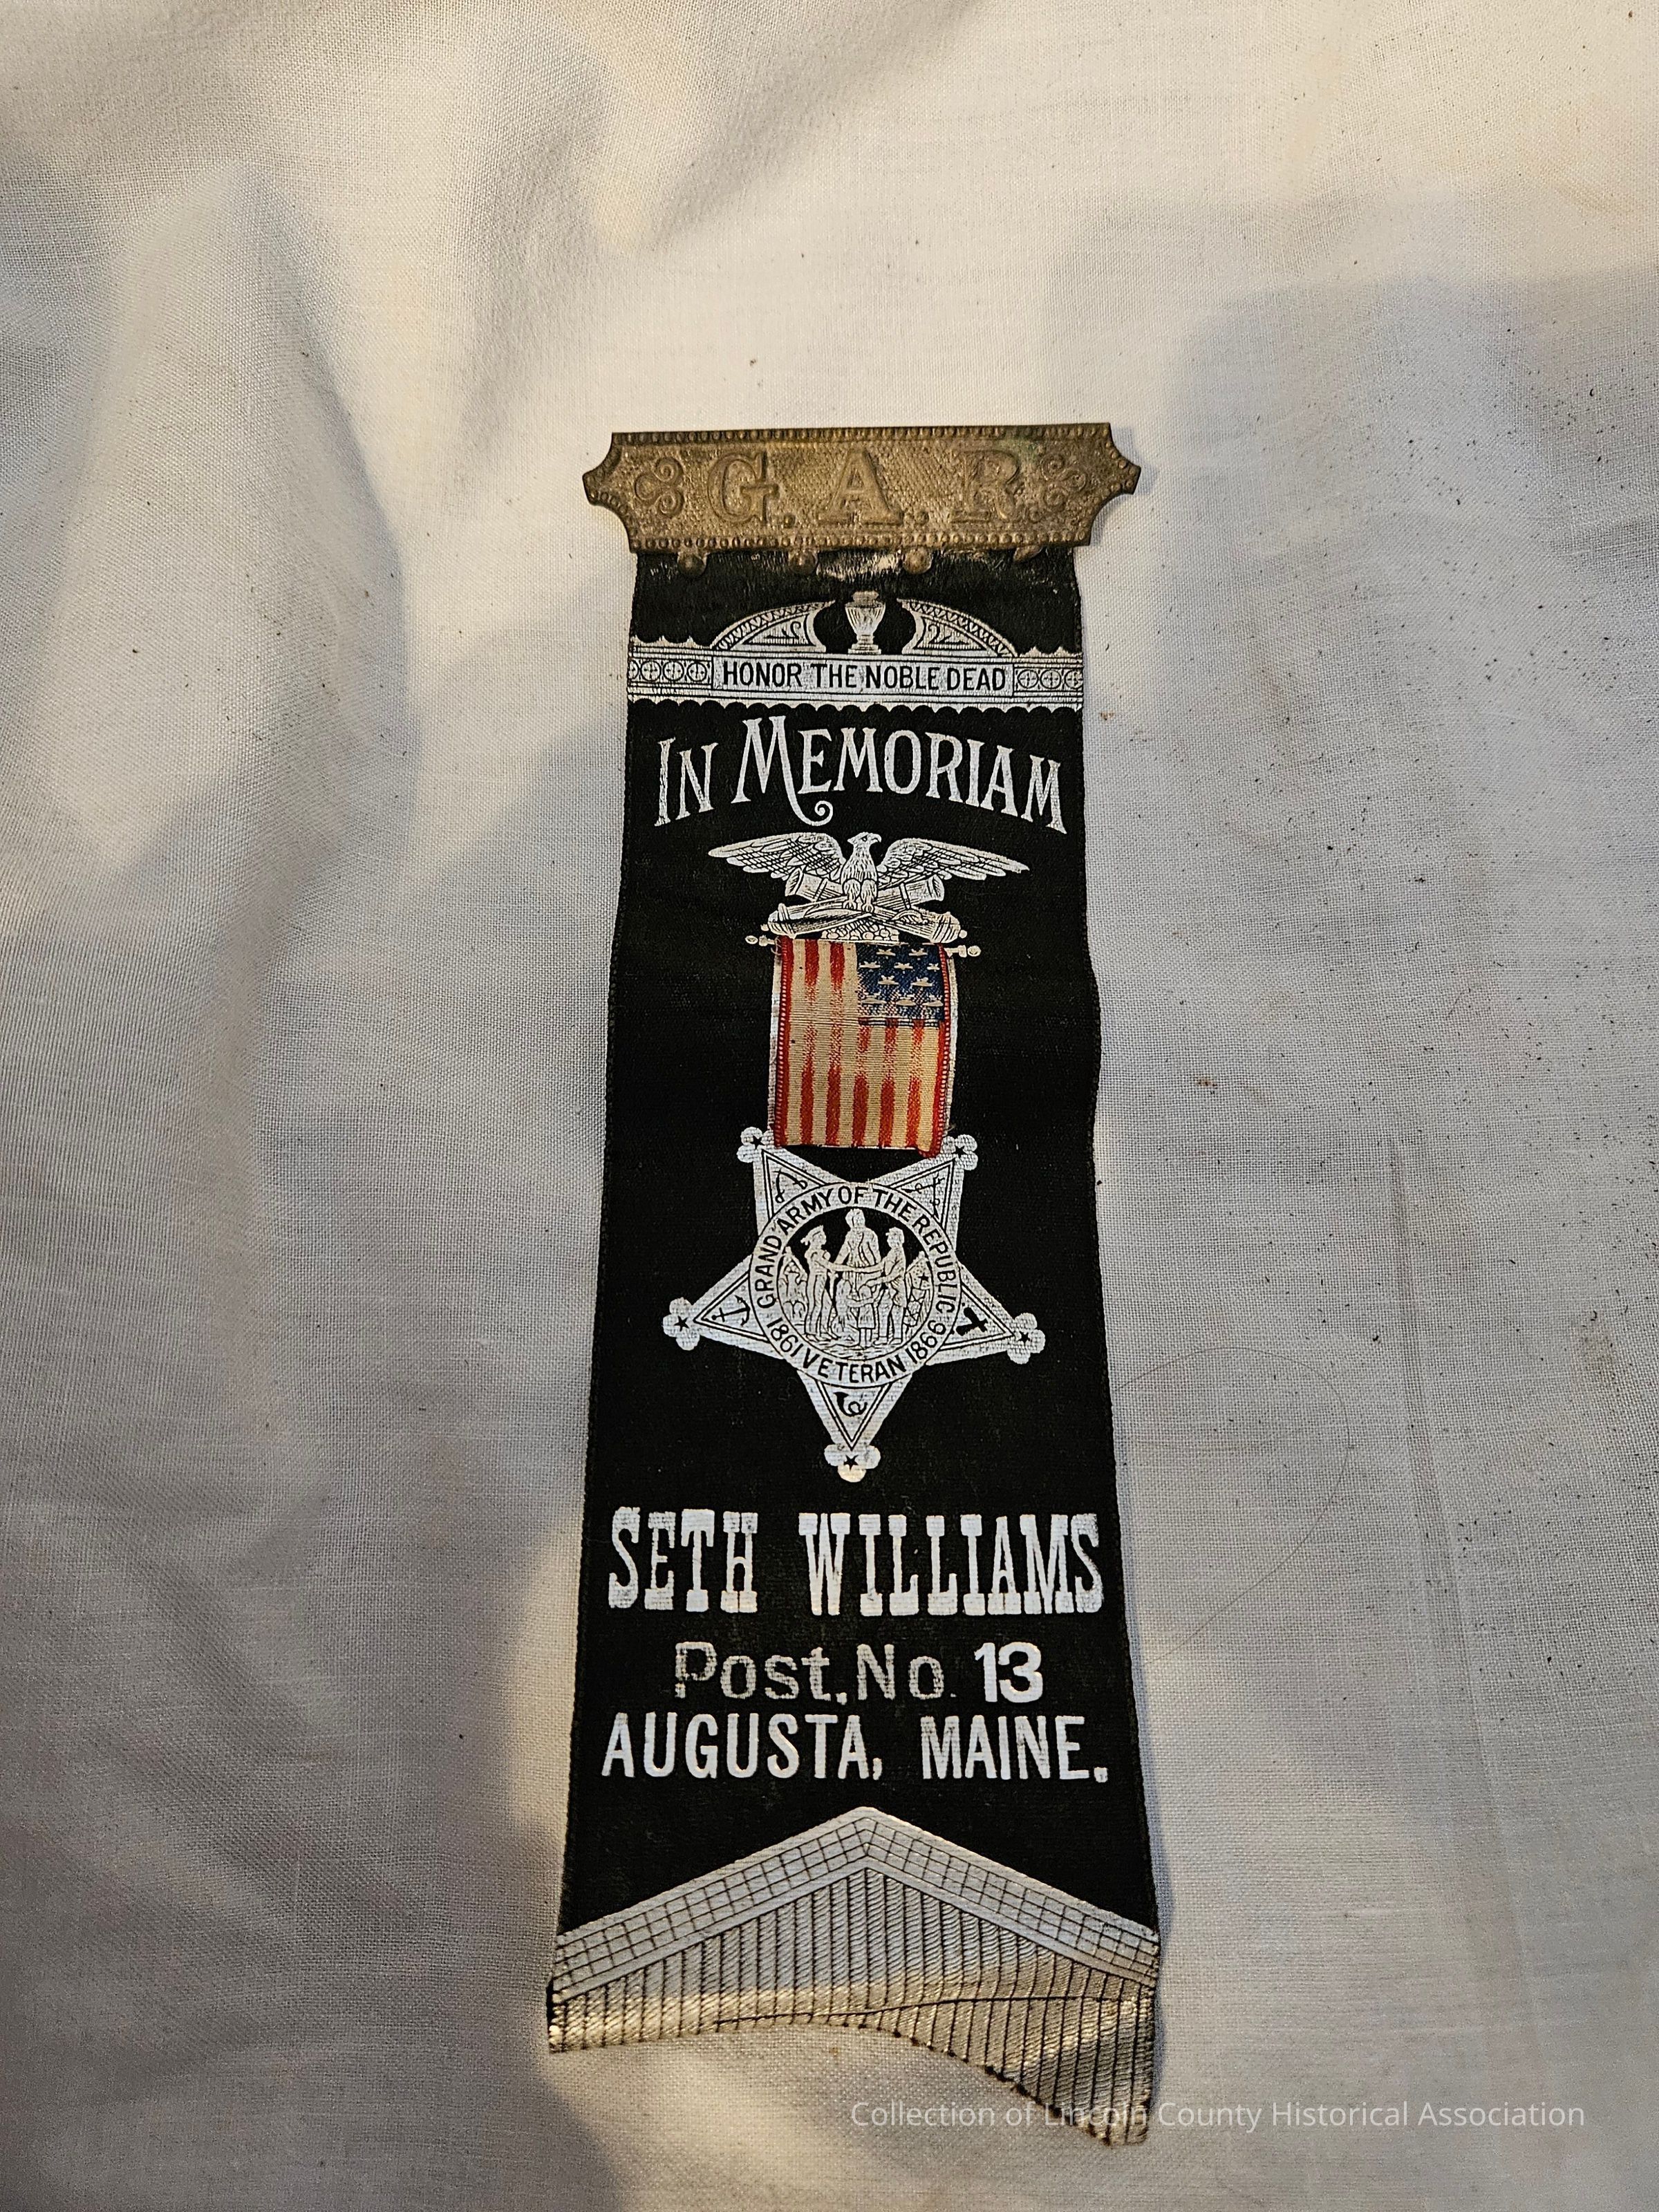 G.A.R
HONOR THE NOBLE DEAD
IN MEMORIAM
GRAND ARMY OF THE REPUBLIC
1861 VETERAN 1866
SETH WILLIAMS
Post. No. 13
AUGUSTA, MAINE.
Collection of Lincoln County Historical Association